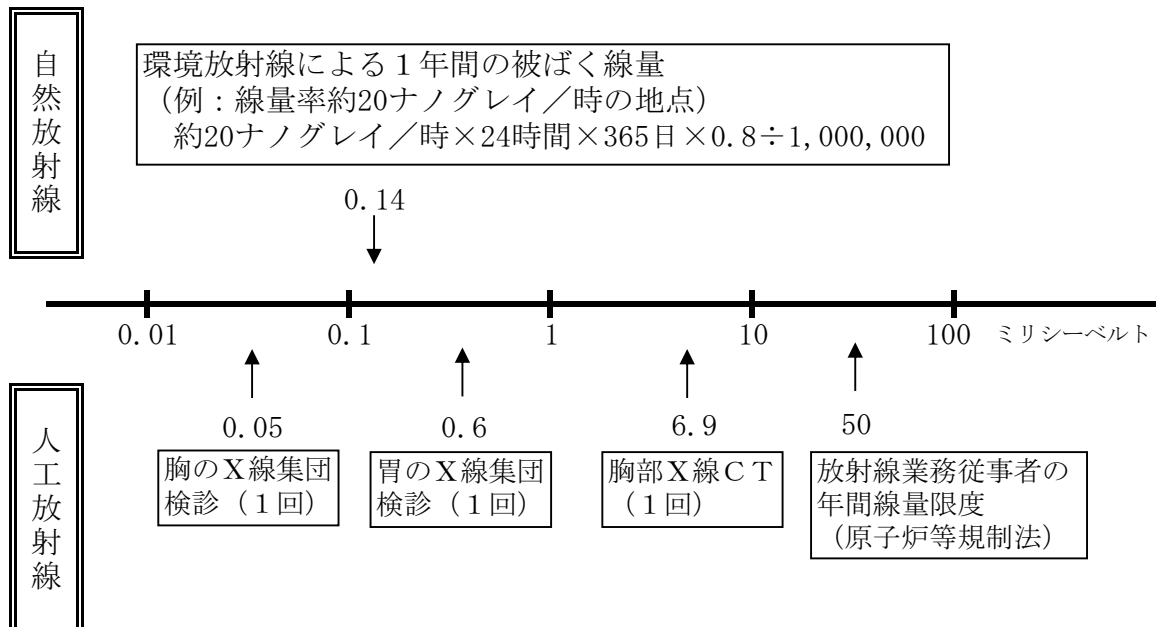 自然放射線
環境放射線による１年間の被ばく線量
（例：線量率約20ナノグレイ／時の地点）
約20ナノグレイ／時×24時間×365日×0.8÷1,000,000
0.14
0.01 0.1 1 10 100 ミリシーベルト
人工放射線
0.05
胸のＸ線集団
検診（１回）
0.6
胃のＸ線集団
検診（１回）
6.9
胸部Ｘ線ＣＴ
（１回）
50
放射線業務従事者の
年間線量限度
（原子炉等規制法）